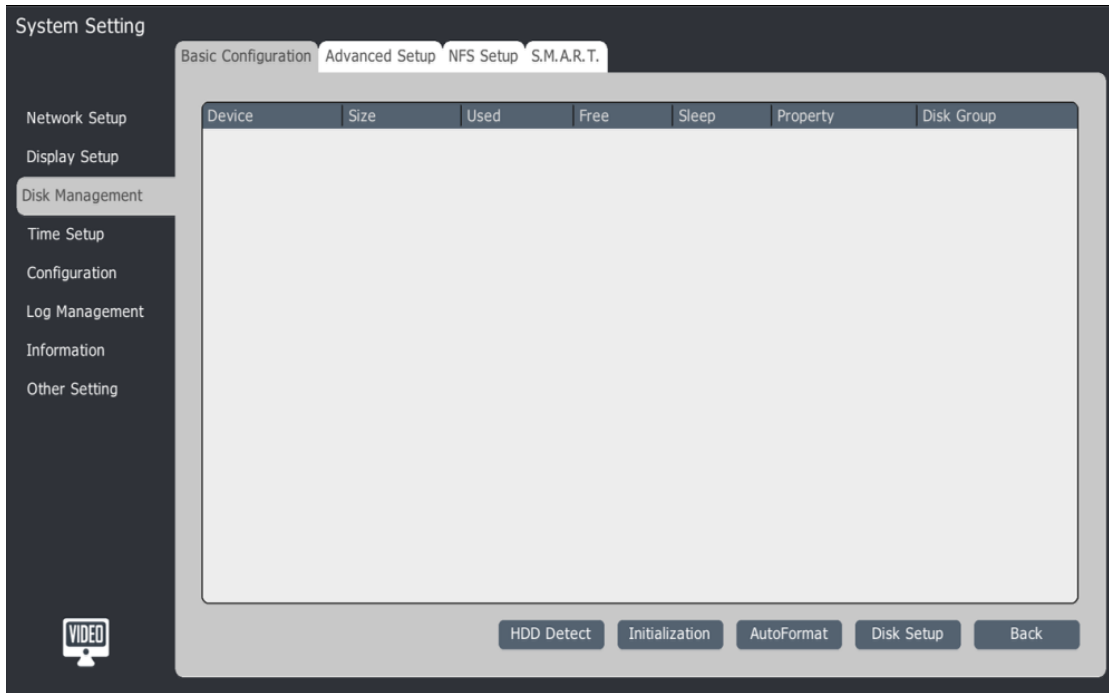 System Setting
Basic Configuration Advanced Setup NFS Setup S.M.A.R.T.
Network Setup
Display Setup
Disk Management
Time Setup
Configuration
Log Management
Information
Other Setting
Device Size Used Free Sleep Property Disk Group
VIDEO
HDD Detect Initialization AutoFormat Disk Setup Back